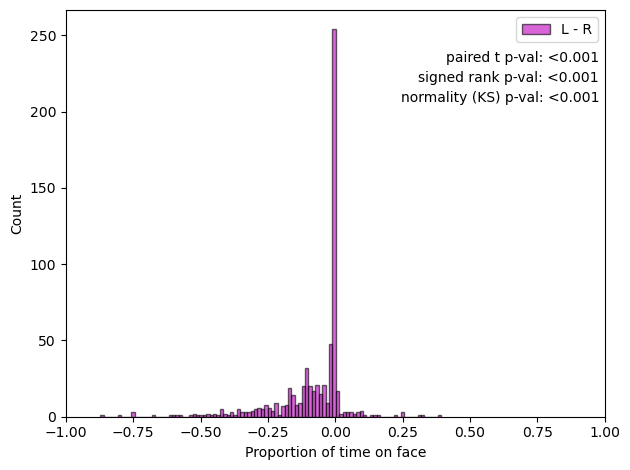 L - R
paired t p-val: <0.001
signed rank p-val: <0.001
normality (KS) p-val: <0.001
250
200
150
100
50
0
Count
−1.00 −0.75 −0.50 −0.25 0.00 0.25 0.50 0.75 1.00
Proportion of time on face